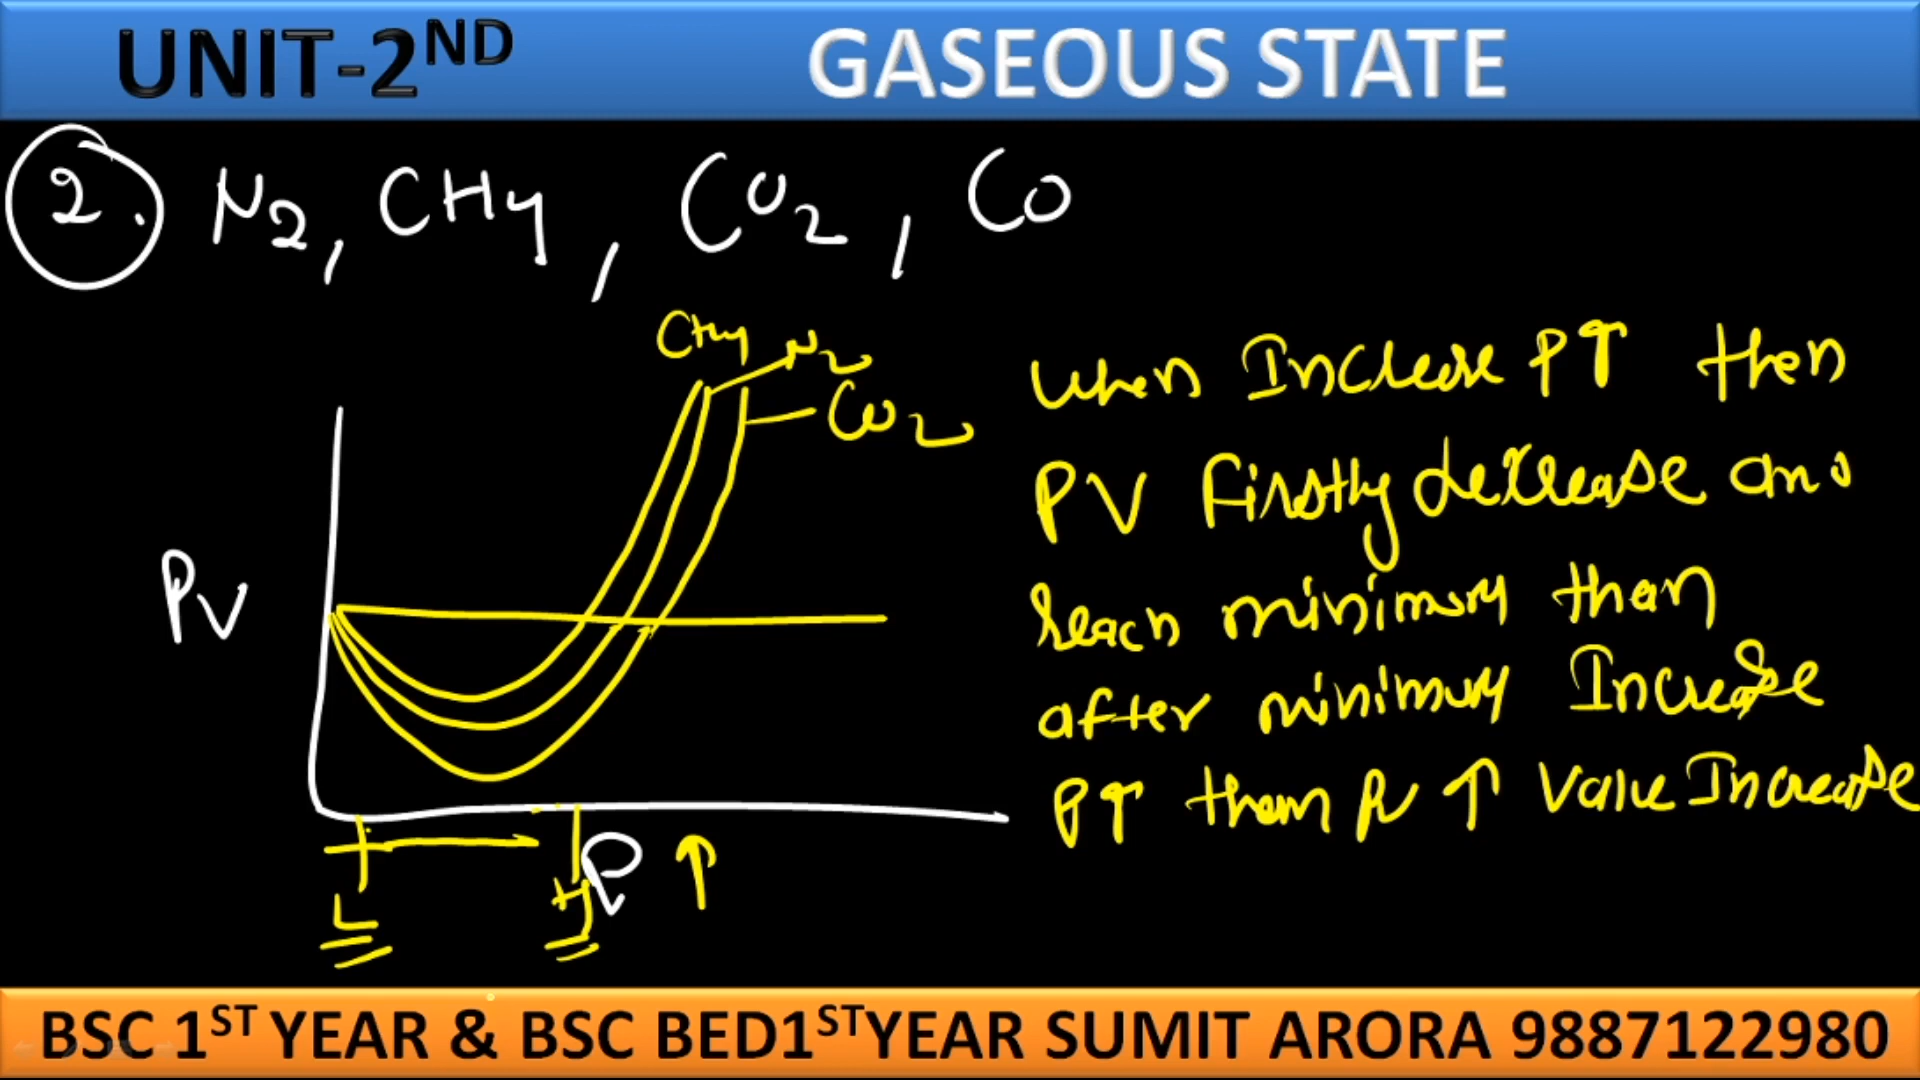 UNIT-2ND GASEOUS STATE
2. N2, CH4, CO2, CO
CH4 N2
CO2
PV
P ↑
L H
When Increase P↑ then
PV Firstly decrease and
Reach minimum than
after minimum Increase
P↑ then PV ↑ Value Increase
BSC 1ST YEAR & BSC BED1STYEAR SUMIT ARORA 9887122980